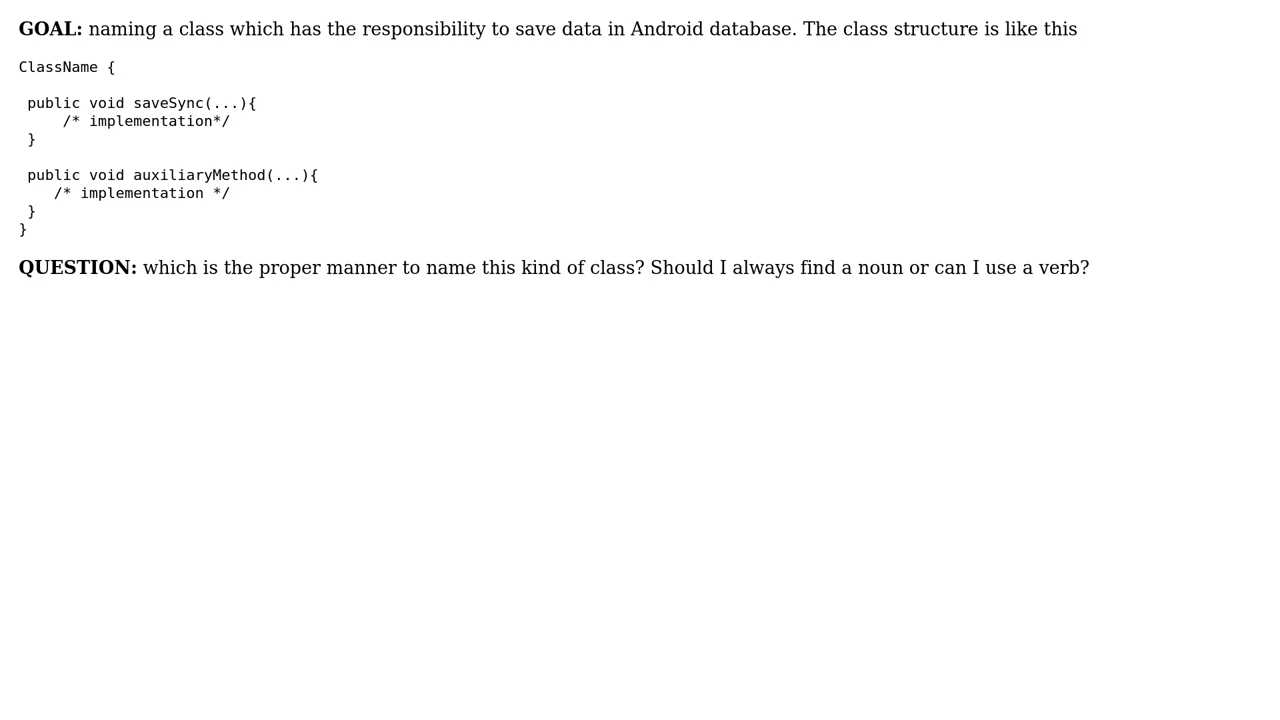 GOAL: naming a class which has the responsibility to save data in Android database. The class structure is like this
ClassName {
public void saveSync(...){
/* implementation*/
}
public void auxiliaryMethod(...){
/* implementation */
}
}
QUESTION: which is the proper manner to name this kind of class? Should I always find a noun or can I use a verb?